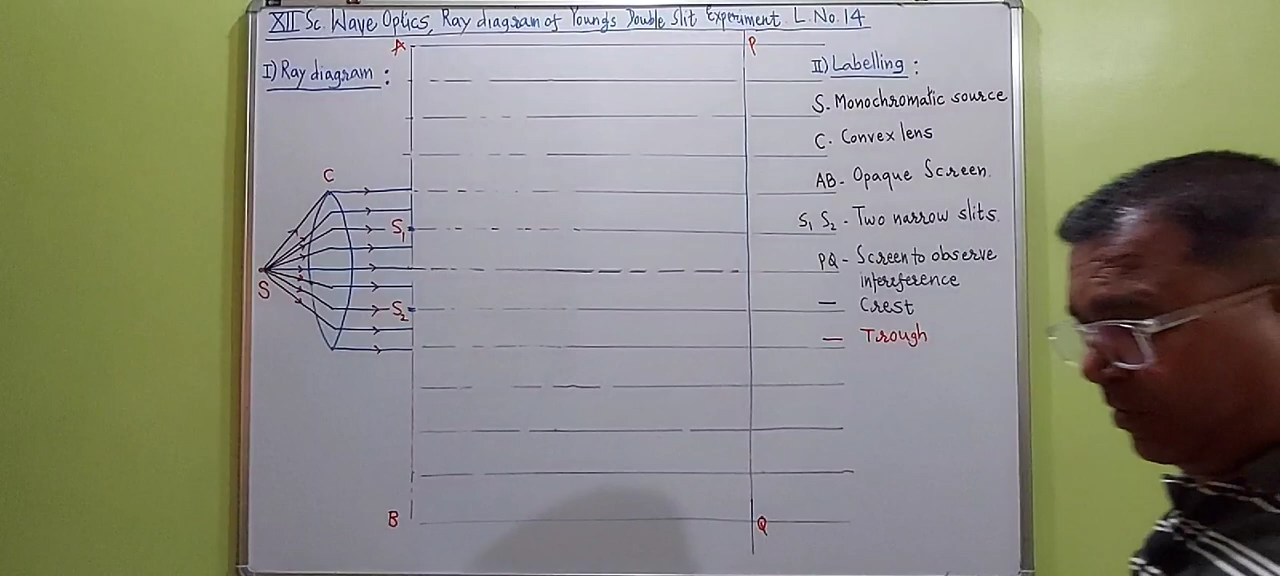 XII Sc. Wave Optics, Ray diagram of Young's Double Slit Experiment. L. No. 14
A
P
I) Ray diagram :
II) Labelling :
S. Monochromatic source
C. Convex lens
C
AB- Opaque Screen.
S₁
S₁ S₂ - Two narrow slits.
PQ - Screen to observe
intereference
S
S₂
— Crest
— Trough
B
Q